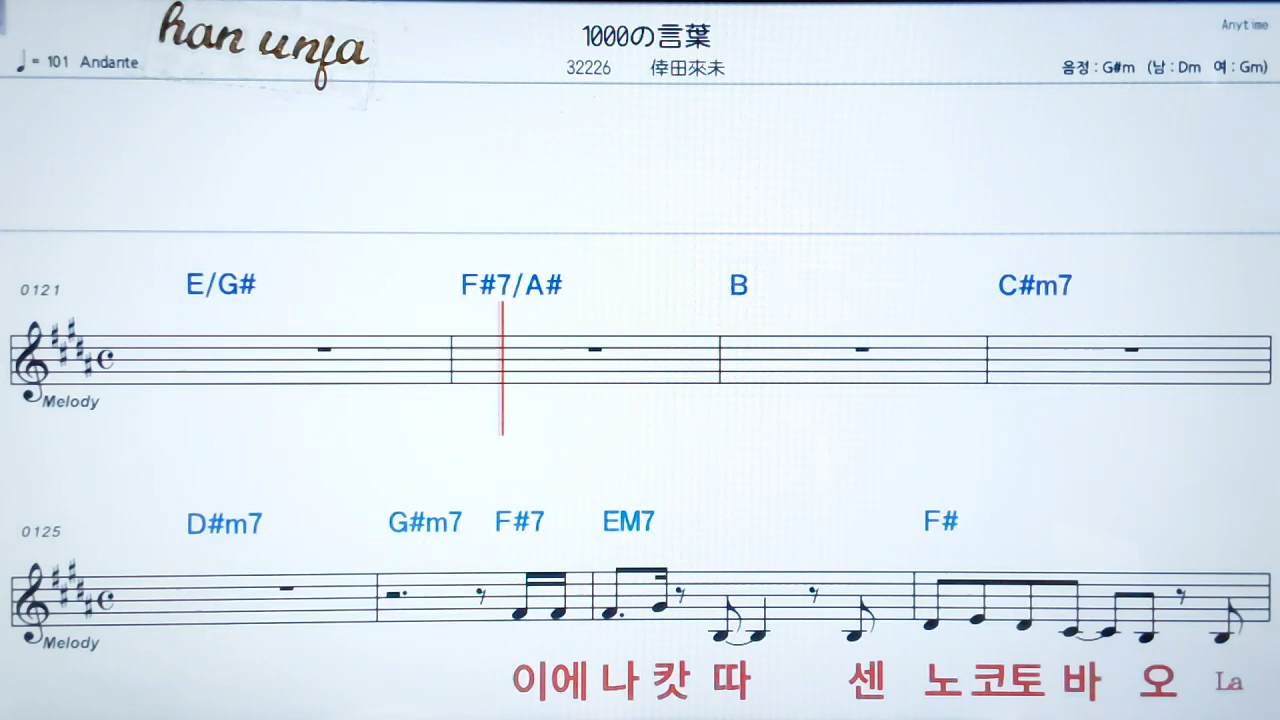 han unfa
1000の言葉
Anytime
♩= 101 Andante
32226 倖田來未
음정 : G#m (남 : Dm 여 : Gm)
E/G# F#7/A# B C#m7
0121
Melody
D#m7 G#m7 F#7 EM7 F#
0125
Melody
이에 나 캇 따 센 노 코토 바 오 La